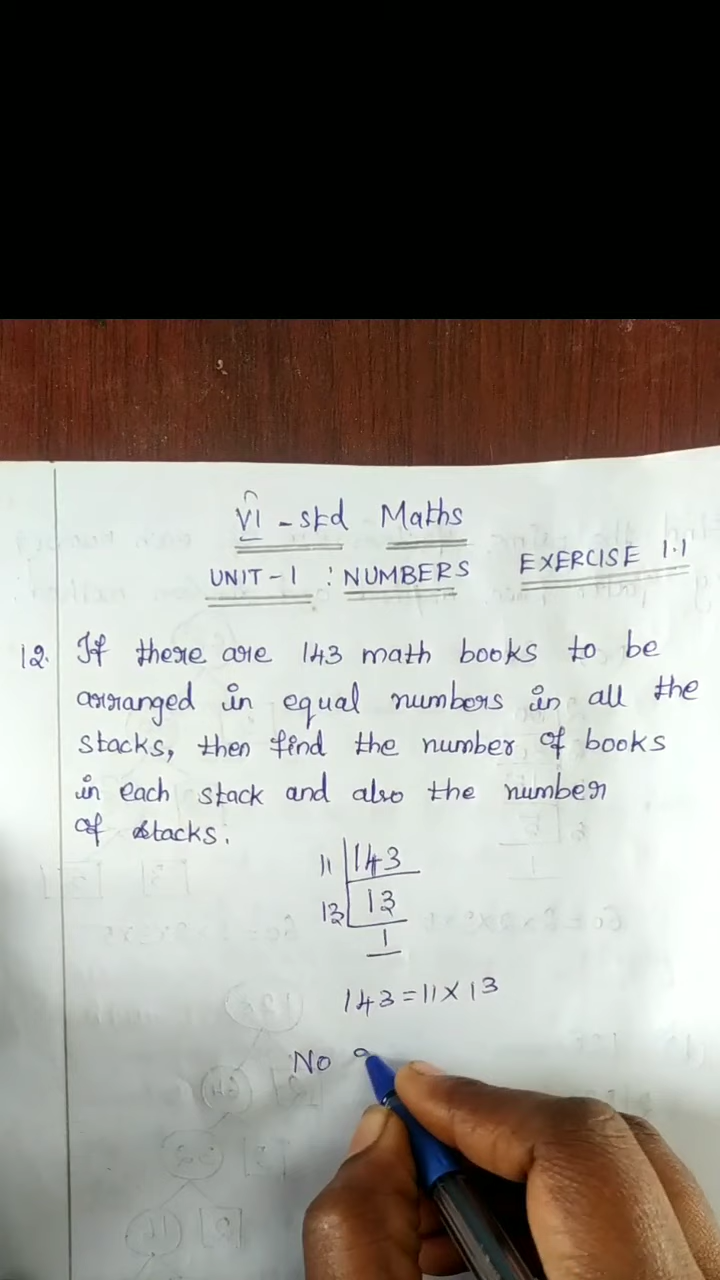 VI - std Maths
UNIT - 1 : NUMBERS EXERCISE 1.1
12. If there are 143 math books to be
arranged in equal numbers in all the
stacks, then find the number of books
in each stack and also the number
of stacks.
11 143
13 13
1
143 = 11 × 13
No